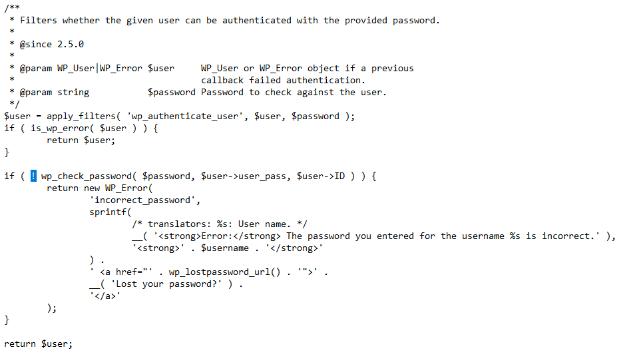 /**
 * Filters whether the given user can be authenticated with the provided password.
 *
 * @since 2.5.0
 *
 * @param WP_User|WP_Error $user     WP_User or WP_Error object if a previous
 *                                   callback failed authentication.
 * @param string           $password Password to check against the user.
 */
$user = apply_filters( 'wp_authenticate_user', $user, $password );
if ( is_wp_error( $user ) ) {
        return $user;
}

if ( ! wp_check_password( $password, $user->user_pass, $user->ID ) ) {
        return new WP_Error(
                'incorrect_password',
                sprintf(
                        /* translators: %s: User name. */
                        __( '<strong>Error:</strong> The password you entered for the username %s is incorrect.' ),
                        '<strong>' . $username . '</strong>'
                ) .
                ' <a href="' . wp_lostpassword_url() . '">' .
                __( 'Lost your password?' ) .
                '</a>'
        );
}

return $user;